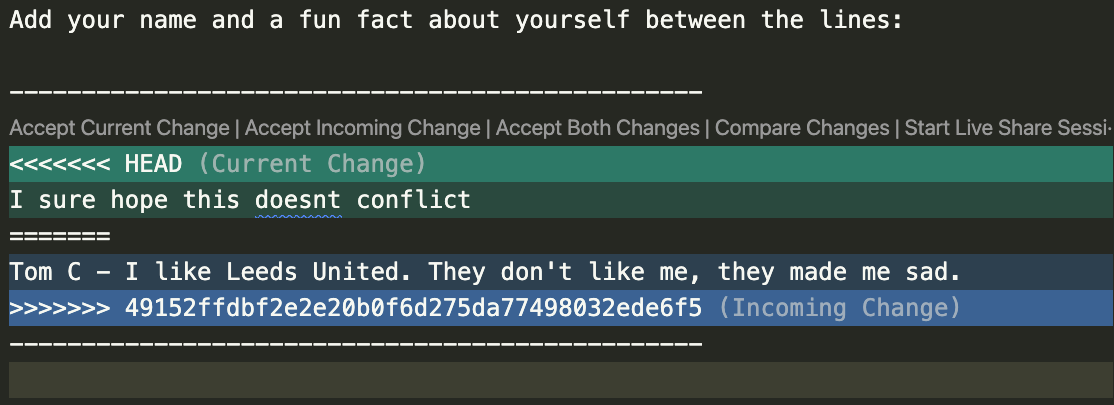 Add your name and a fun fact about yourself between the lines:
------------------------------------------------
Accept Current Change | Accept Incoming Change | Accept Both Changes | Compare Changes | Start Live Share Sessi
<<<<<<< HEAD (Current Change)
I sure hope this doesnt conflict
=======
Tom C - I like Leeds United. They don't like me, they made me sad.
>>>>>>> 49152ffdbf2e2e20b0f6d275da77498032ede6f5 (Incoming Change)
------------------------------------------------